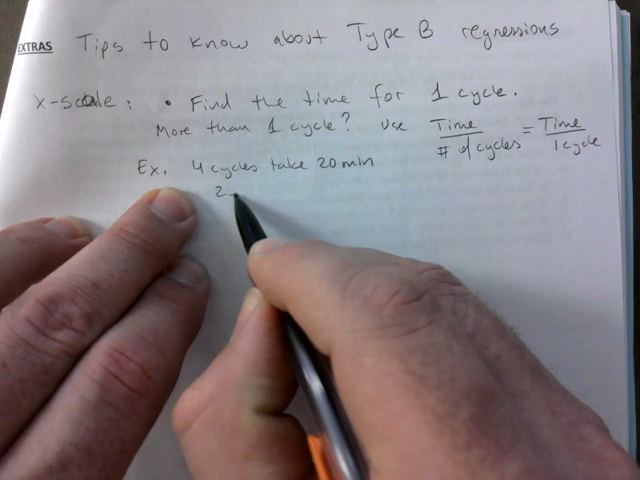 EXTRAS Tips to know about Type B regressions
x-scale: • Find the time for 1 cycle.
More than 1 cycle? Use Time / # of cycles = Time / 1 cycle
Ex. 4 cycles take 20 min
2